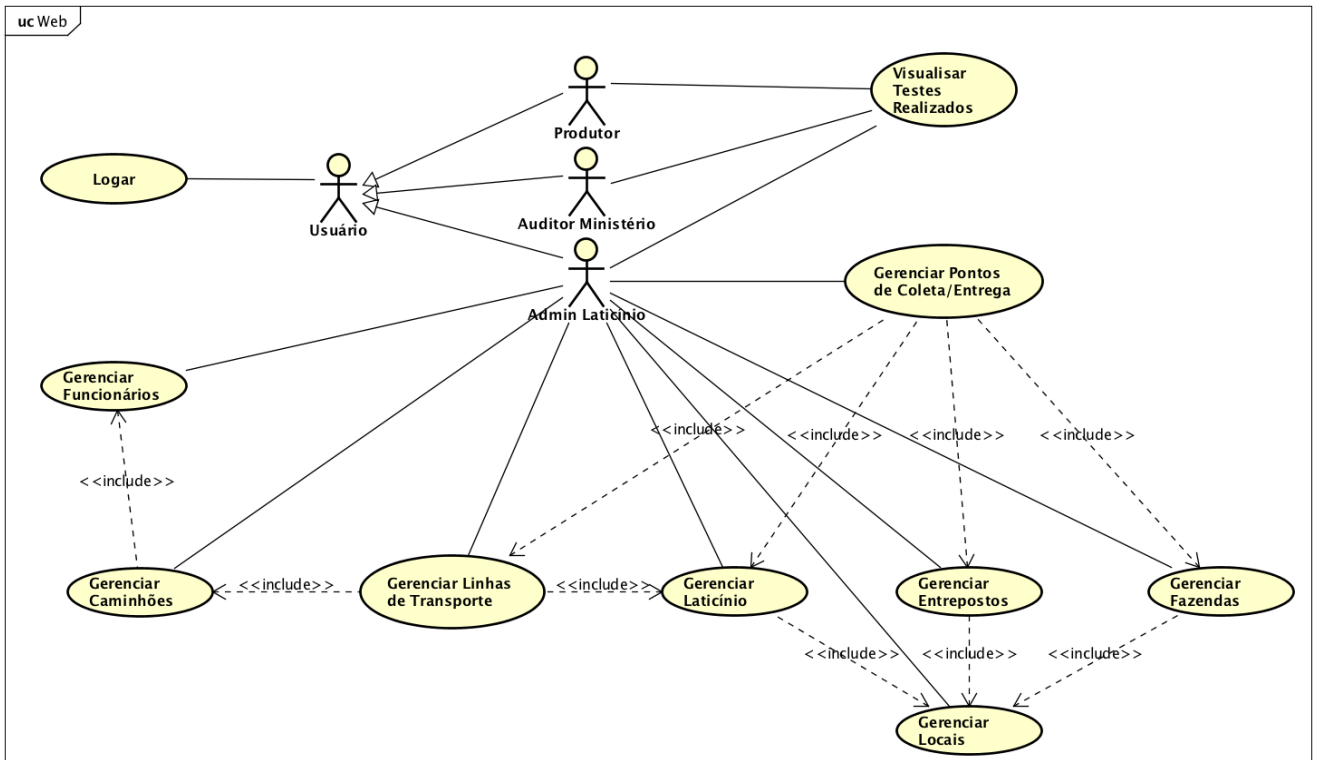 uc Web
Visualisar
Testes
Realizados
Produtor
Logar
Usuário
Auditor Ministério
Gerenciar Pontos
de Coleta/Entrega
Admin Laticínio
Gerenciar
Funcionários
<<include>>
<<include>>
<<include>>
<<include>>
<<include>>
Gerenciar
Caminhões
<<include>>
Gerenciar Linhas
de Transporte
<<include>>
Gerenciar
Laticínio
Gerenciar
Entrepostos
Gerenciar
Fazendas
<<include>>
<<include>>
<<include>>
Gerenciar
Locais